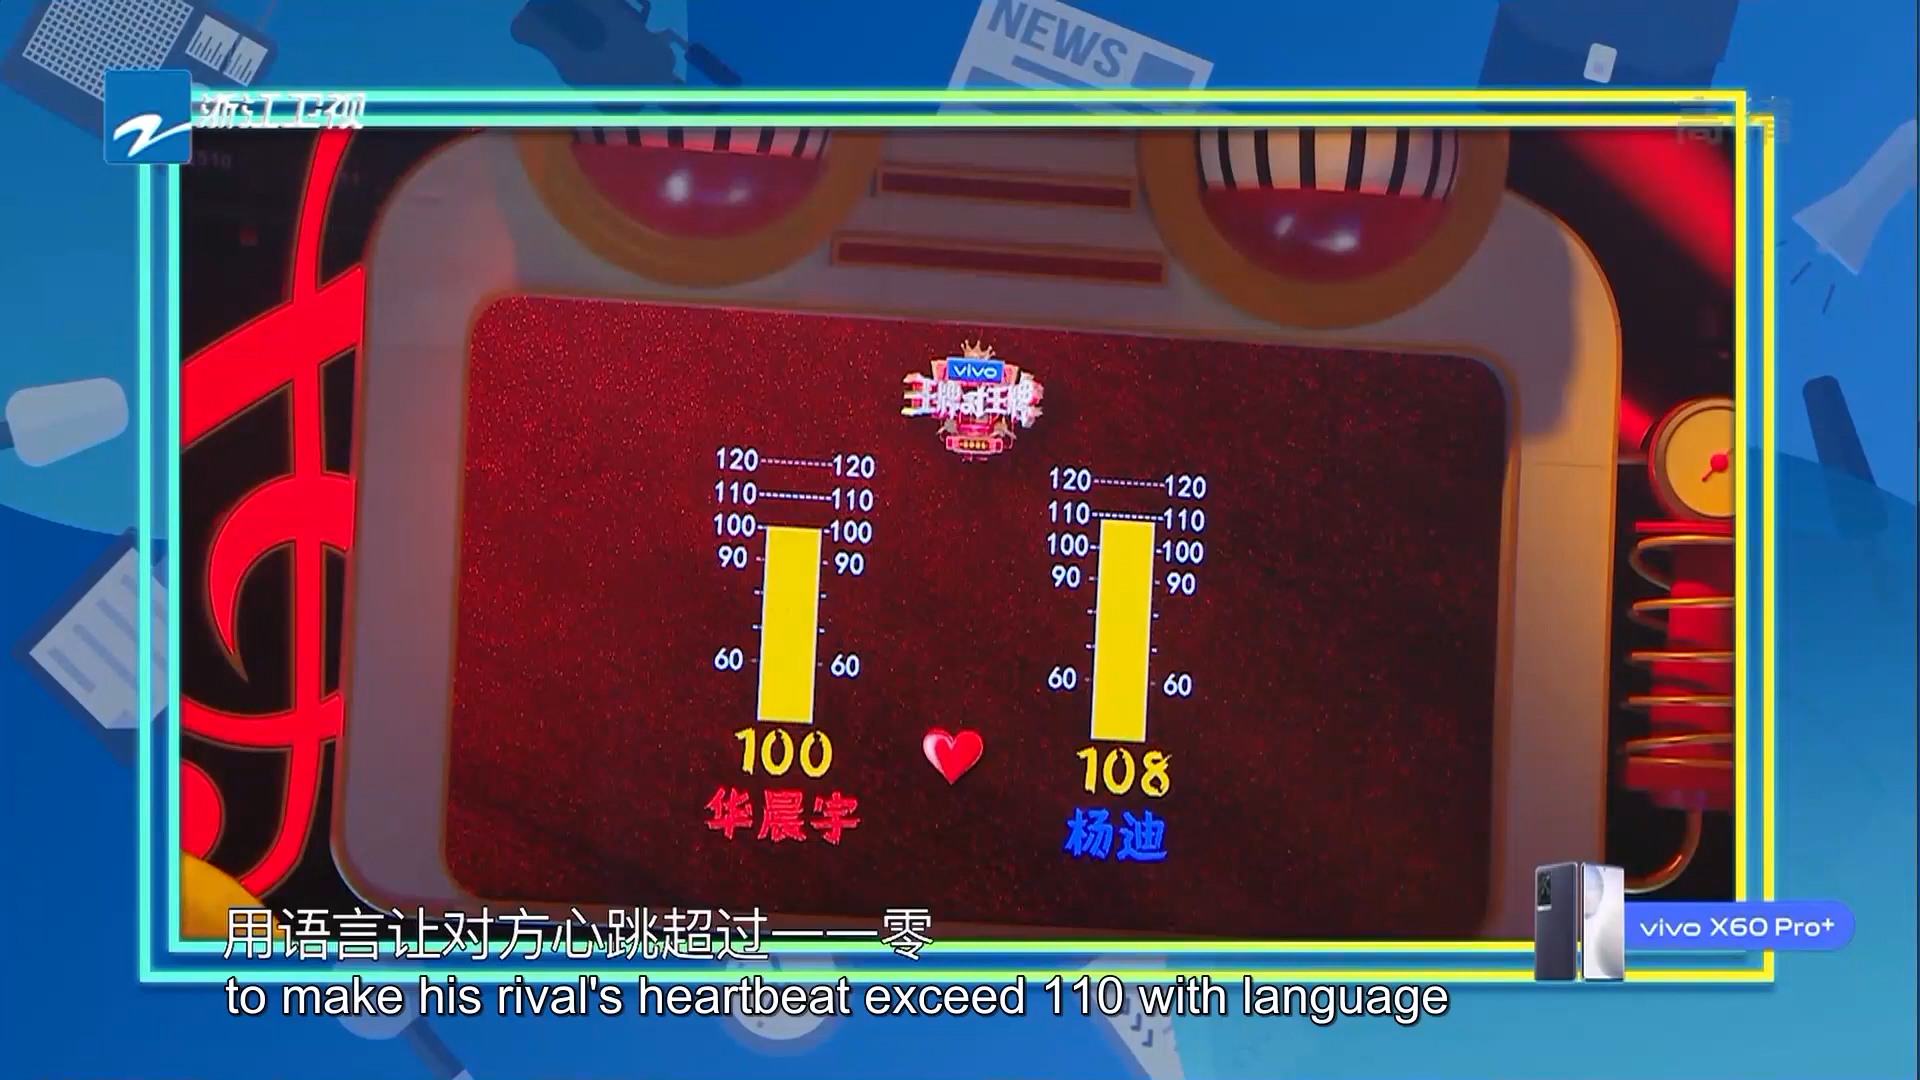 NEWS
浙江卫视
高清
vivo
王牌对王牌
120 120
110 110
100 100
90 90
60 60
100
华晨宇
120 120
110 110
100 100
90 90
60 60
108
杨迪
vivo X60 Pro+
用语言让对方心跳超过一一零
to make his rival's heartbeat exceed 110 with language